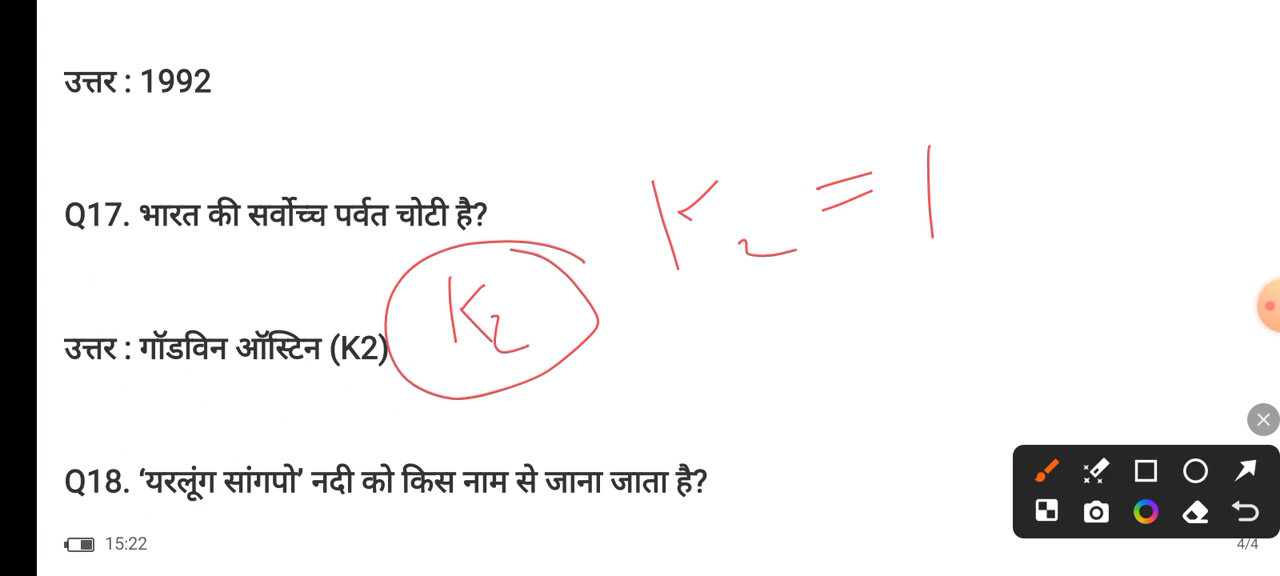 उत्तर : 1992
Q17. भारत की सर्वोच्च पर्वत चोटी है?
K2 = 1
K2
उत्तर : गॉडविन ऑस्टिन (K2)
Q18. ‘यरलूंग सांगपो’ नदी को किस नाम से जाना जाता है?
15:22
4/4